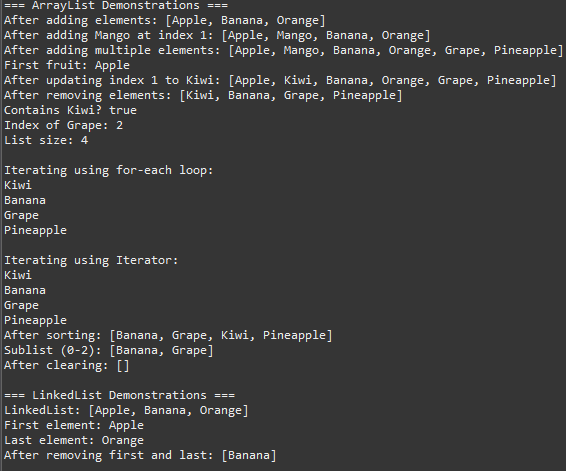 === ArrayList Demonstrations ===
After adding elements: [Apple, Banana, Orange]
After adding Mango at index 1: [Apple, Mango, Banana, Orange]
After adding multiple elements: [Apple, Mango, Banana, Orange, Grape, Pineapple]
First fruit: Apple
After updating index 1 to Kiwi: [Apple, Kiwi, Banana, Orange, Grape, Pineapple]
After removing elements: [Kiwi, Banana, Grape, Pineapple]
Contains Kiwi? true
Index of Grape: 2
List size: 4

Iterating using for-each loop:
Kiwi
Banana
Grape
Pineapple

Iterating using Iterator:
Kiwi
Banana
Grape
Pineapple
After sorting: [Banana, Grape, Kiwi, Pineapple]
Sublist (0-2): [Banana, Grape]
After clearing: []

=== LinkedList Demonstrations ===
LinkedList: [Apple, Banana, Orange]
First element: Apple
Last element: Orange
After removing first and last: [Banana]